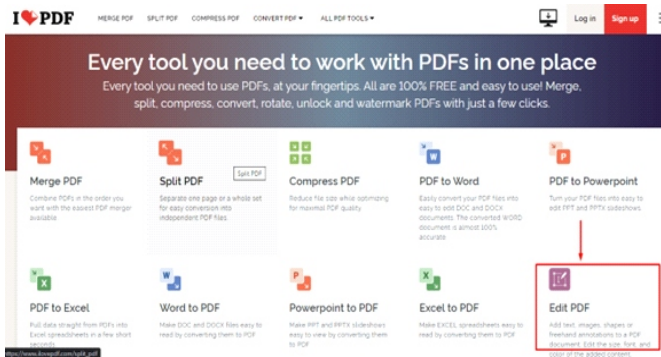 I PDF
MERGE PDF SPLIT PDF COMPRESS PDF CONVERT PDF ALL PDF TOOLS Log in Sign up
Every tool you need to work with PDFs in one place
Every tool you need to use PDFs, at your fingertips. All are 100% FREE and easy to use! Merge,
split, compress, convert, rotate, unlock and watermark PDFs with just a few clicks.
Merge PDF
Combine PDFs in the order you
want with the easiest PDF merger
available
Split PDF
Split PDF
Separate one page or a whole set
for easy conversion into
independent PDF files.
Compress PDF
Reduce file size while optimizing
for maximal PDF quality.
W
PDF to Word
Easily convert your PDF files into
easy to edit DOC and DOCX
documents. The converted WORD
document is almost 100%
accurate
P
PDF to Powerpoint
Turn your PDF files into easy to
edit PPT and PPTX slideshows
X
PDF to Excel
Pull data straight from PDFs into
Excel spreadsheets in a few short
seconds
W
Word to PDF
Make DOC and DOCX files easy to
read by converting them to PDF
P
Powerpoint to PDF
Make PPT and PPTX slideshows
easy to view by converting them
to PDF
X
Excel to PDF
Make EXCEL spreadsheets easy to
read by converting them to PDF
Edit PDF
Add text, images, shapes or
freehand annotations to a PDF
document. Edit the size, font, and
color of the added content
ttps://www.ilovepdf.com/split_pdf